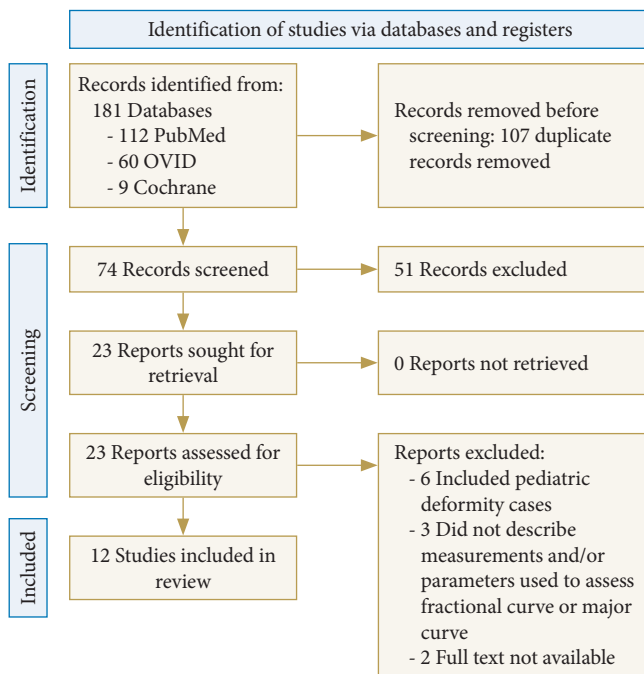 Identification of studies via databases and registers
Identification
Records identified from:
181 Databases
- 112 PubMed
- 60 OVID
- 9 Cochrane
Records removed before
screening: 107 duplicate
records removed
Screening
74 Records screened
51 Records excluded
23 Reports sought for
retrieval
0 Reports not retrieved
23 Reports assessed for
eligibility
Reports excluded:
- 6 Included pediatric
deformity cases
- 3 Did not describe
measurements and/or
parameters used to assess
fractional curve or major
curve
- 2 Full text not available
Included
12 Studies included in
review